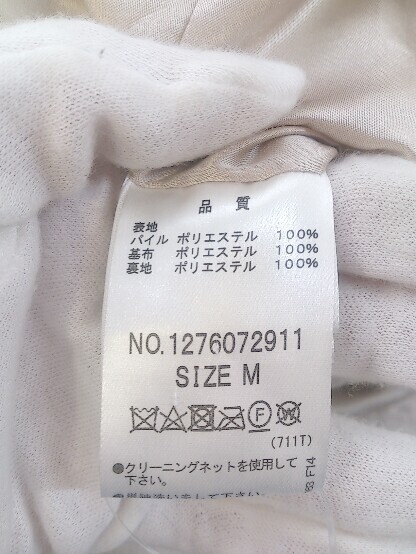 品質
表地
パイル ポリエステル 100%
基布 ポリエステル 100%
裏地 ポリエステル 100%
NO.1276072911
SIZE M
F W
(711T)
●クリーニングネットを使用して
下さい。